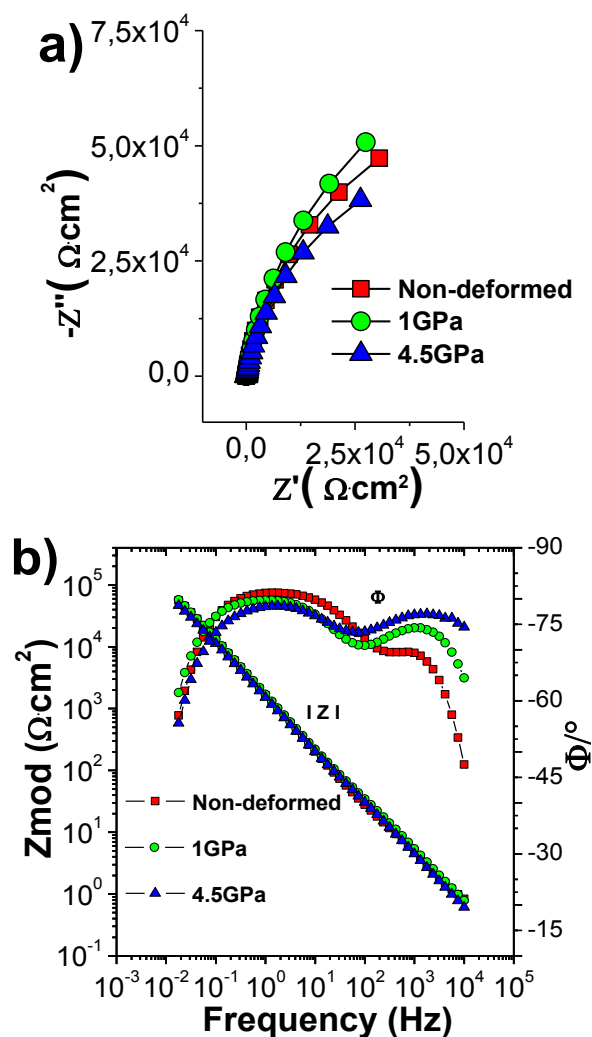 a)
7,5x10⁴
5,0x10⁴
2,5x10⁴
0,0
-Z''( Ω·cm²)
Non-deformed
1GPa
4.5GPa
0,0 2,5x10⁴ 5,0x10⁴
Z'( Ω·cm²)
b)
10⁵
10⁴
10³
10²
10¹
10⁰
10⁻¹
Zmod (Ω·cm²)
Φ
I Z I
Non-deformed
1GPa
4.5GPa
-90
-75
-60
-45
-30
-15
Φ/°
10⁻³ 10⁻² 10⁻¹ 10⁰ 10¹ 10² 10³ 10⁴ 10⁵
Frequency (Hz)